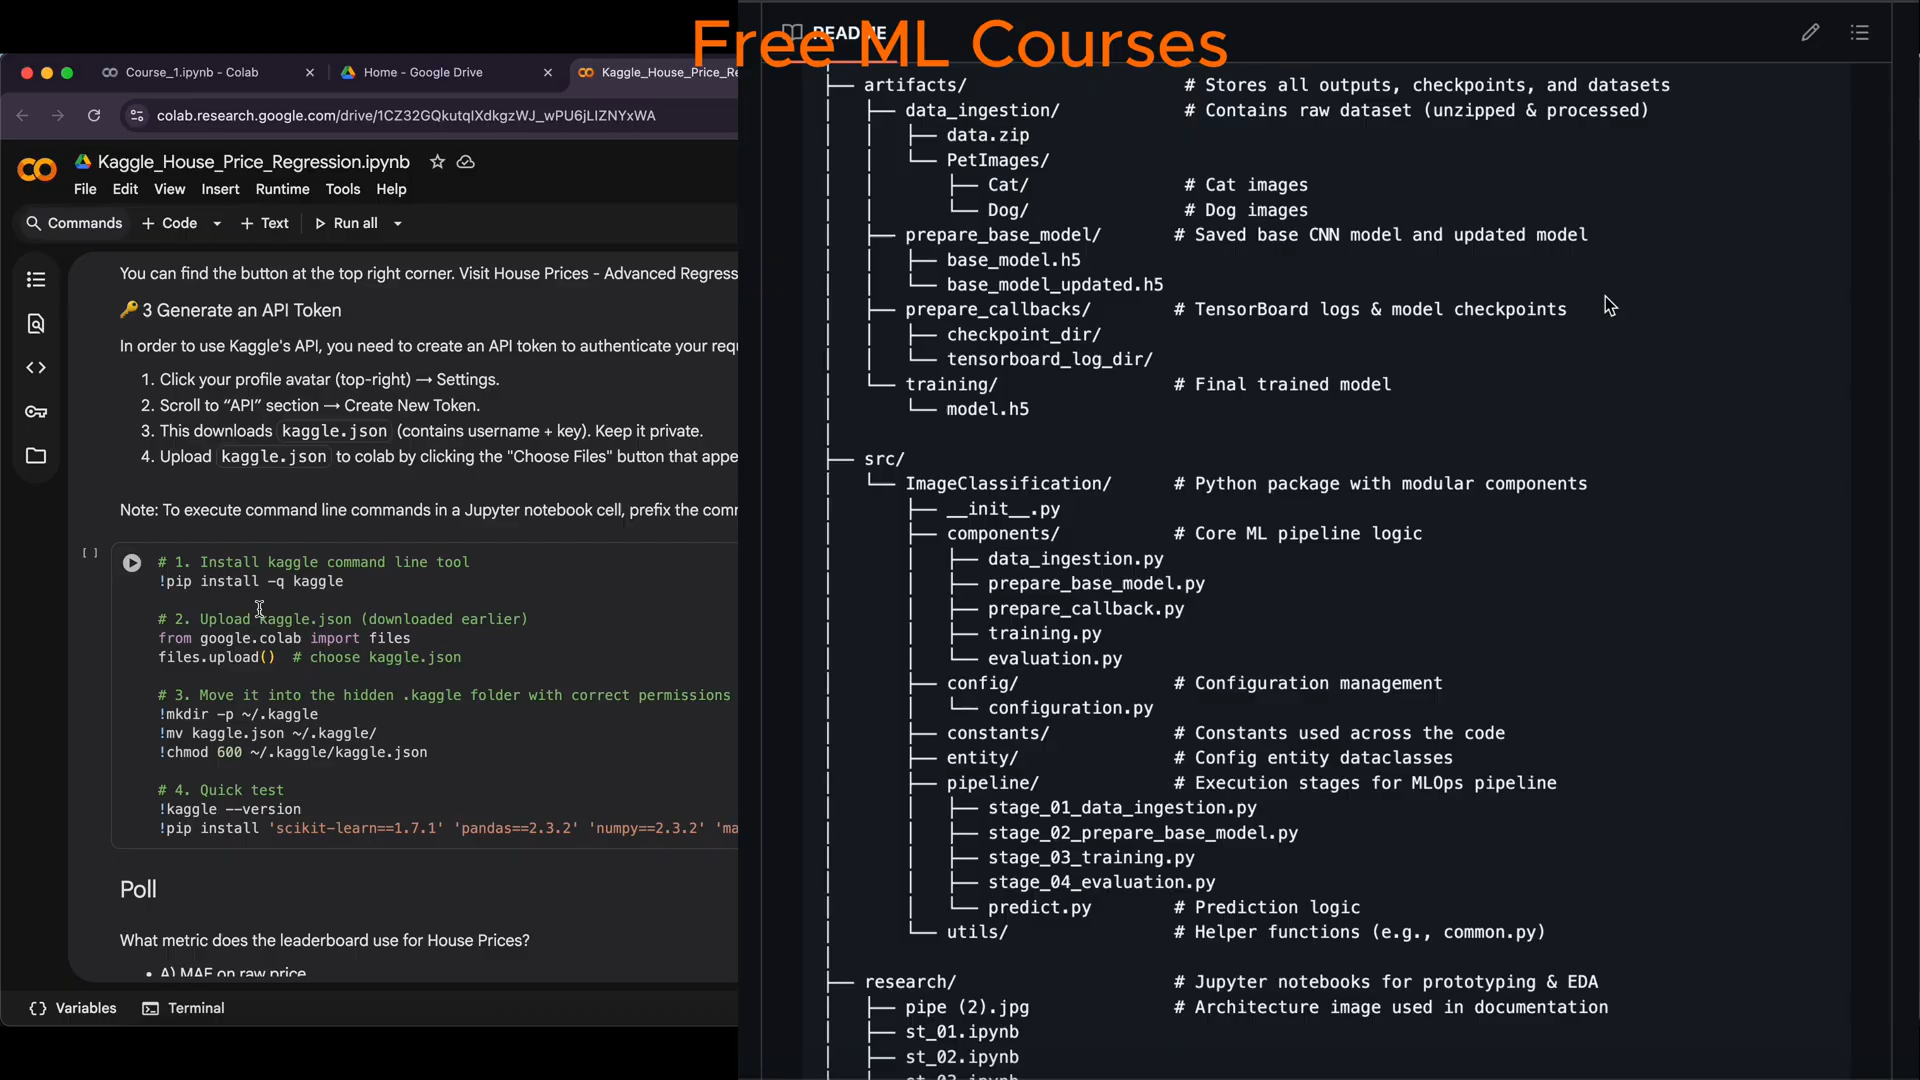 Free ML Courses
Course_1.ipynb - Colab
Home - Google Drive
Kaggle_House_Price_Re
colab.research.google.com/drive/1CZ32GQkutqIXdkgzWJ_wPU6jLIZNYxWA
Kaggle_House_Price_Regression.ipynb
File Edit View Insert Runtime Tools Help
Commands + Code + Text Run all
You can find the button at the top right corner. Visit House Prices - Advanced Regress
🔑 3 Generate an API Token
In order to use Kaggle's API, you need to create an API token to authenticate your req
1. Click your profile avatar (top-right) → Settings.
2. Scroll to “API” section → Create New Token.
3. This downloads kaggle.json (contains username + key). Keep it private.
4. Upload kaggle.json to colab by clicking the "Choose Files" button that appe
Note: To execute command line commands in a Jupyter notebook cell, prefix the com
[ ]
# 1. Install kaggle command line tool
!pip install -q kaggle
# 2. Upload kaggle.json (downloaded earlier)
from google.colab import files
files.upload()  # choose kaggle.json
# 3. Move it into the hidden .kaggle folder with correct permissions
!mkdir -p ~/.kaggle
!mv kaggle.json ~/.kaggle/
!chmod 600 ~/.kaggle/kaggle.json
# 4. Quick test
!kaggle --version
!pip install 'scikit-learn==1.7.1' 'pandas==2.3.2' 'numpy==2.3.2' 'ma
Poll
What metric does the leaderboard use for House Prices?
• A) MAE on raw price
{} Variables Terminal
README
├── artifacts/ # Stores all outputs, checkpoints, and datasets
│ ├── data_ingestion/ # Contains raw dataset (unzipped & processed)
│ │ ├── data.zip
│ │ └── PetImages/
│ │ ├── Cat/ # Cat images
│ │ └── Dog/ # Dog images
│ ├── prepare_base_model/ # Saved base CNN model and updated model
│ │ ├── base_model.h5
│ │ └── base_model_updated.h5
│ ├── prepare_callbacks/ # TensorBoard logs & model checkpoints
│ │ ├── checkpoint_dir/
│ │ └── tensorboard_log_dir/
│ └── training/ # Final trained model
│ └── model.h5
│
├── src/
│ └── ImageClassification/ # Python package with modular components
│ ├── __init__.py
│ ├── components/ # Core ML pipeline logic
│ │ ├── data_ingestion.py
│ │ ├── prepare_base_model.py
│ │ ├── prepare_callback.py
│ │ ├── training.py
│ │ └── evaluation.py
│ ├── config/ # Configuration management
│ │ └── configuration.py
│ ├── constants/ # Constants used across the code
│ ├── entity/ # Config entity dataclasses
│ ├── pipeline/ # Execution stages for MLOps pipeline
│ │ ├── stage_01_data_ingestion.py
│ │ ├── stage_02_prepare_base_model.py
│ │ ├── stage_03_training.py
│ │ ├── stage_04_evaluation.py
│ │ └── predict.py # Prediction logic
│ └── utils/ # Helper functions (e.g., common.py)
│
├── research/ # Jupyter notebooks for prototyping & EDA
│ ├── pipe (2).jpg # Architecture image used in documentation
│ ├── st_01.ipynb
│ ├── st_02.ipynb